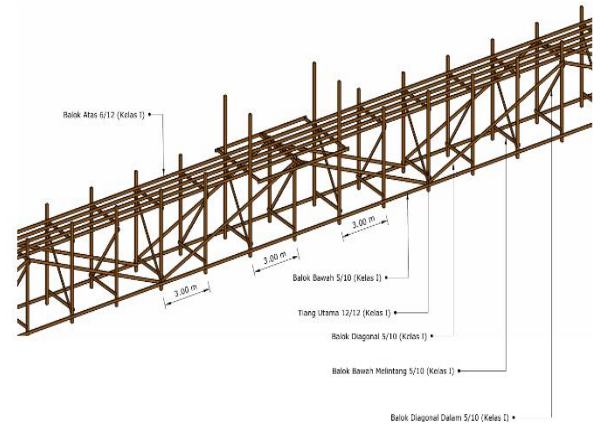 Balok Atas 6/12 (Kelas I)
3.00 m
3.00 m
3.00 m
Balok Bawah 5/10 (Kelas I)
Tiang Utama 12/12 (Kelas I)
Balok Diagonal 5/10 (Kelas I)
Balok Bawah Melintang 5/10 (Kelas I)
Balok Diagonal Dalam 5/10 (Kelas I)